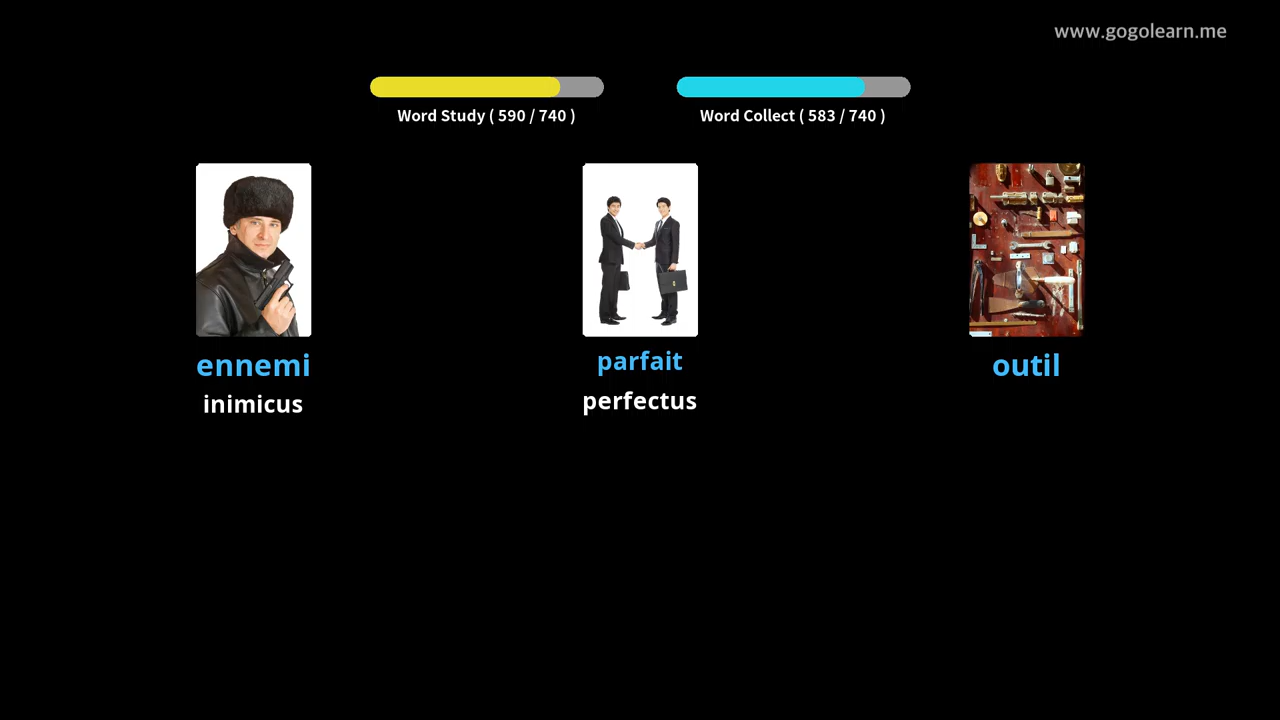 www.gogolearn.me
Word Study ( 590 / 740 )
Word Collect ( 583 / 740 )
ennemi
inimicus
parfait
perfectus
outil